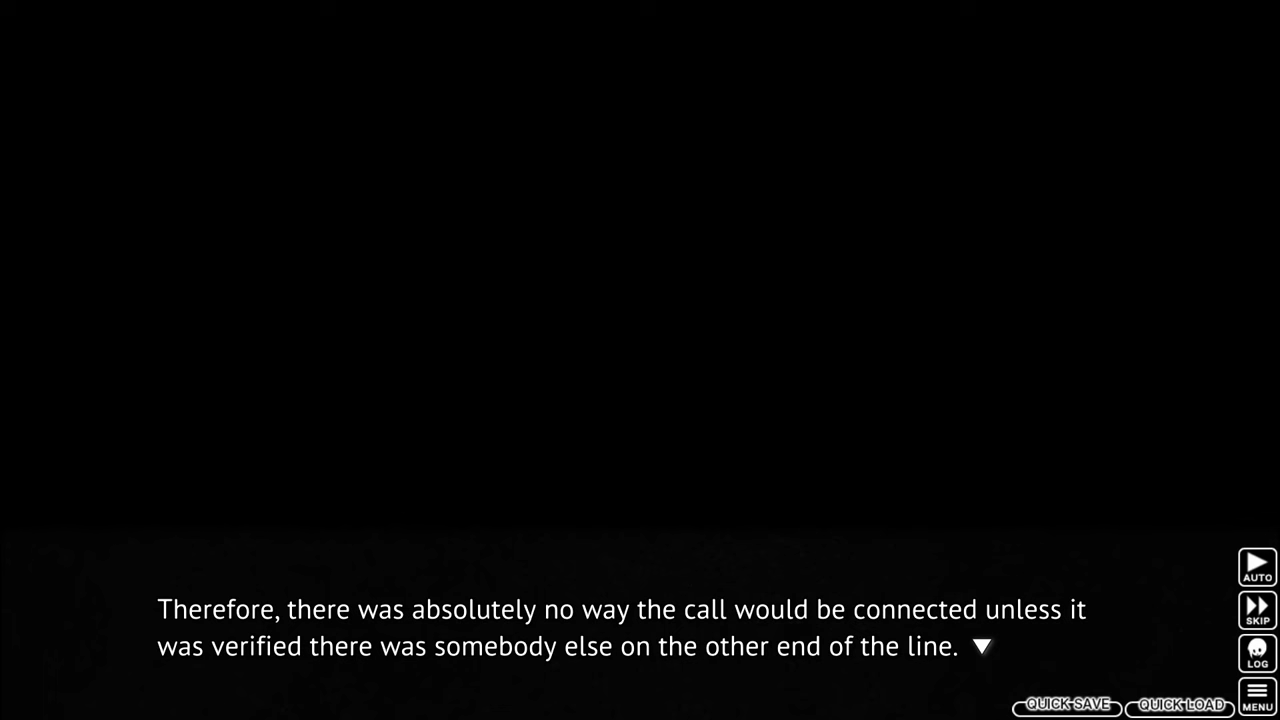 Therefore, there was absolutely no way the call would be connected unless it
was verified there was somebody else on the other end of the line.
AUTO
SKIP
LOG
MENU
QUICK SAVE QUICK LOAD